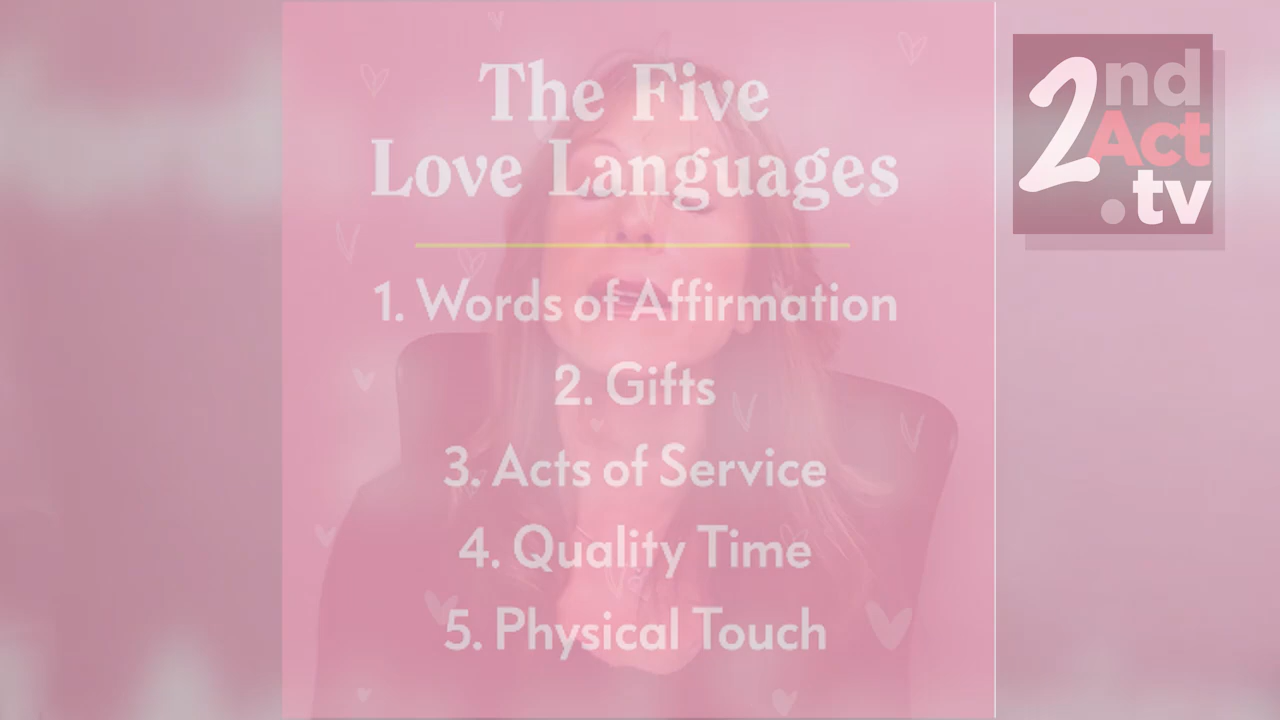 The Five
Love Languages
1. Words of Affirmation
2. Gifts
3. Acts of Service
4. Quality Time
5. Physical Touch
2nd
Act
.tv